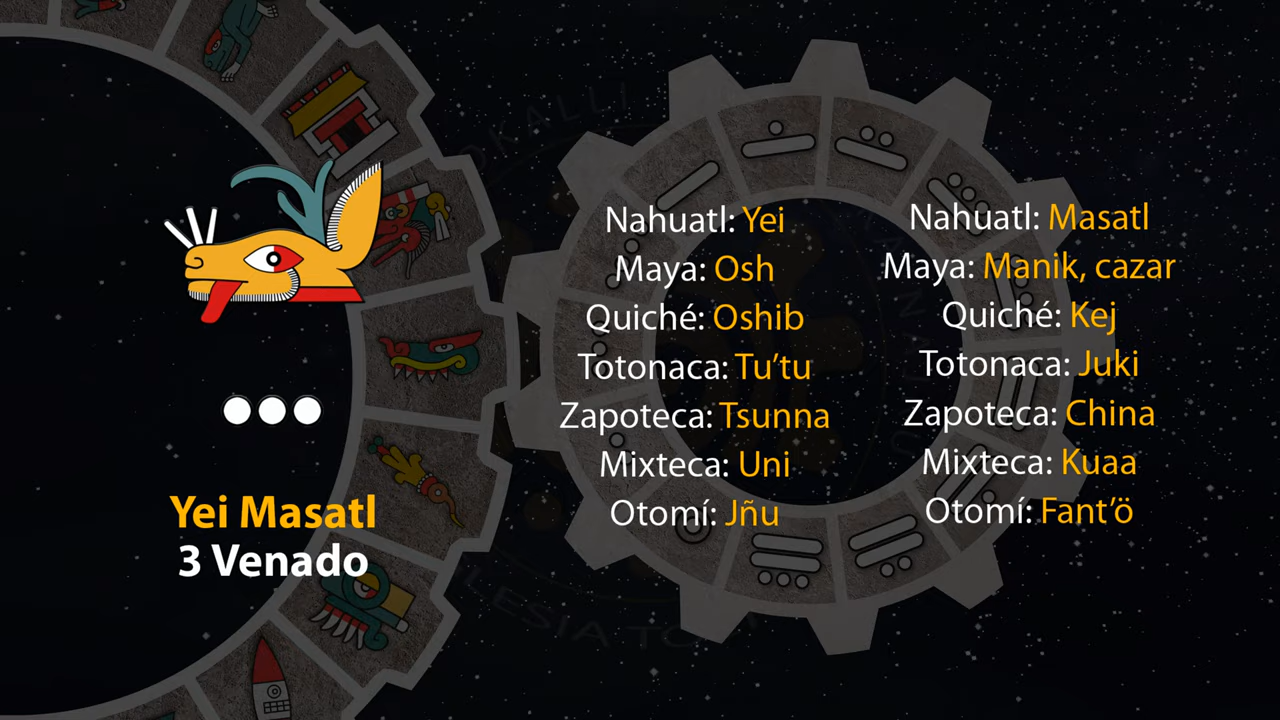 Yei Masatl
3 Venado
Nahuatl: Yei
Maya: Osh
Quiché: Oshib
Totonaca: Tu’tu
Zapoteca: Tsunna
Mixteca: Uni
Otomí: Jñu
Nahuatl: Masatl
Maya: Manik, cazar
Quiché: Kej
Totonaca: Juki
Zapoteca: China
Mixteca: Kuaa
Otomí: Fant’ö